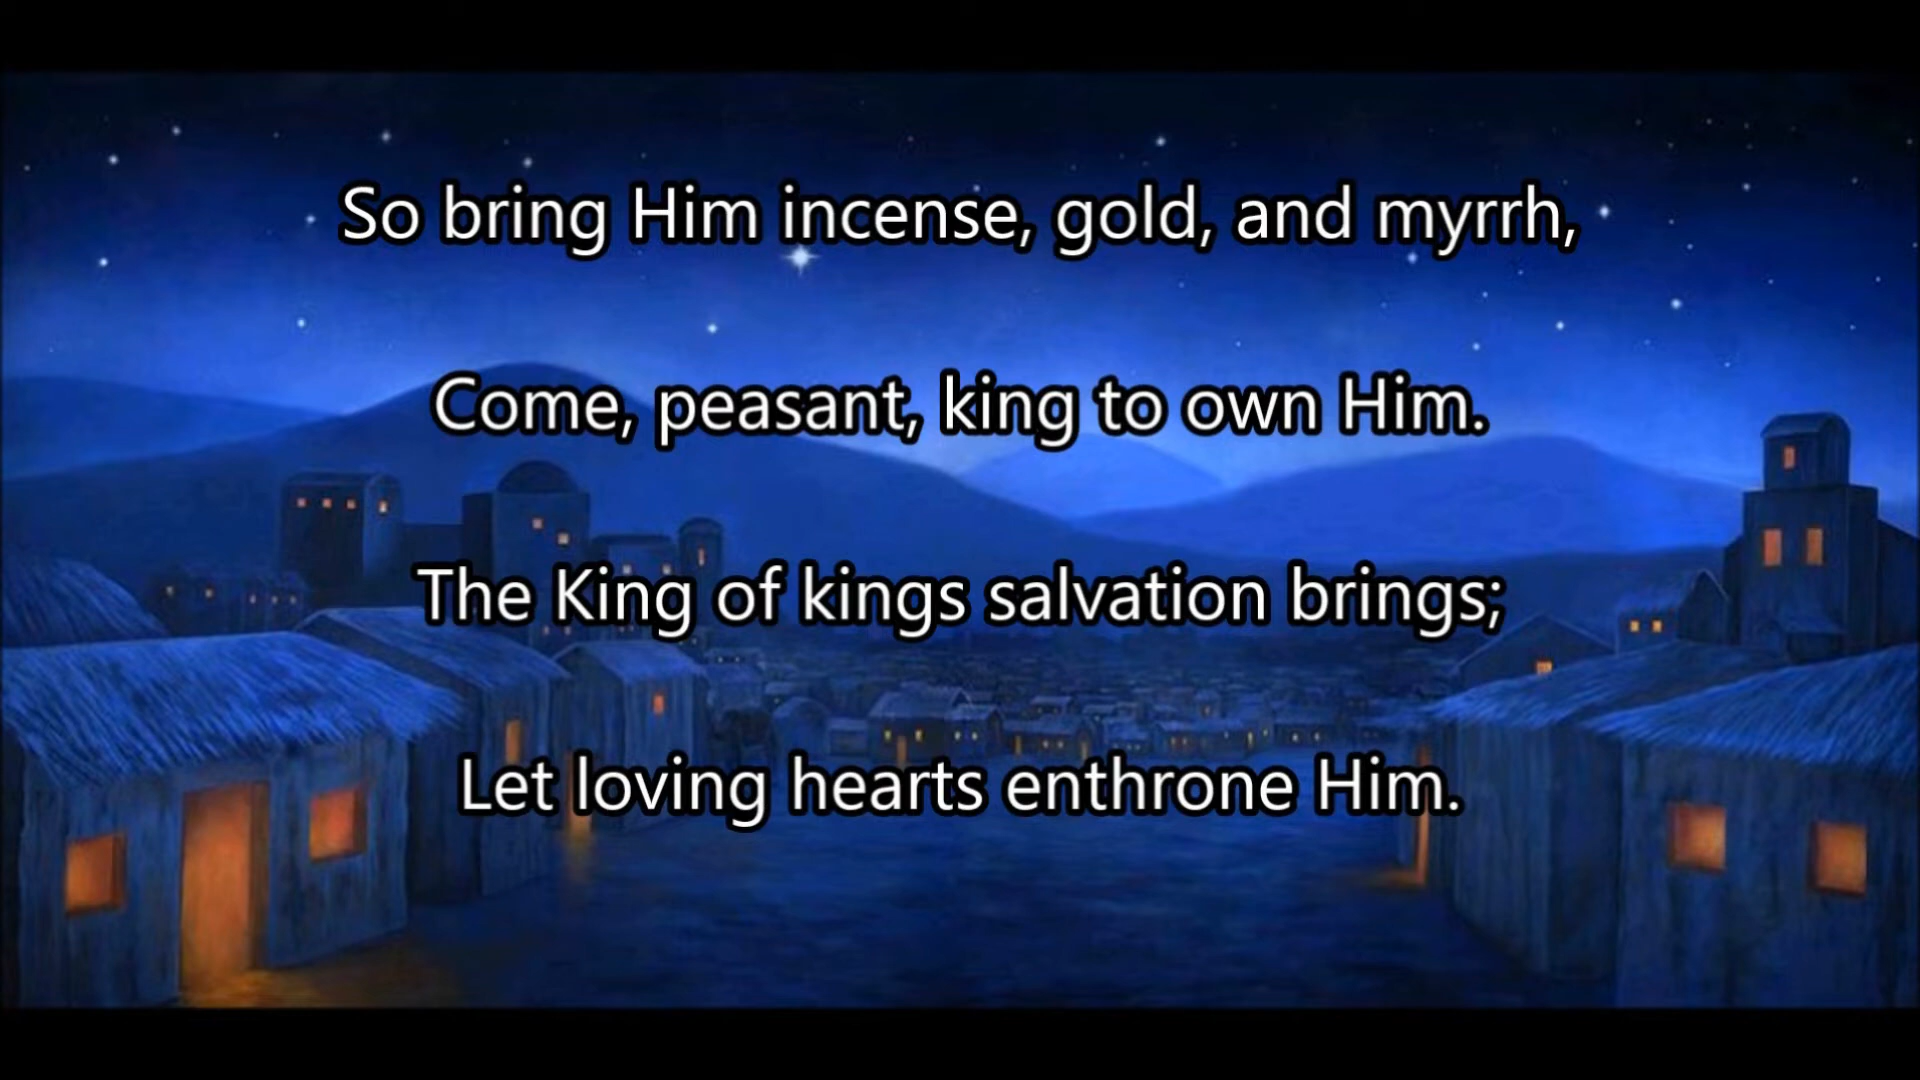 So bring Him incense, gold, and myrrh,
Come, peasant, king to own Him.
The King of kings salvation brings;
Let loving hearts enthrone Him.